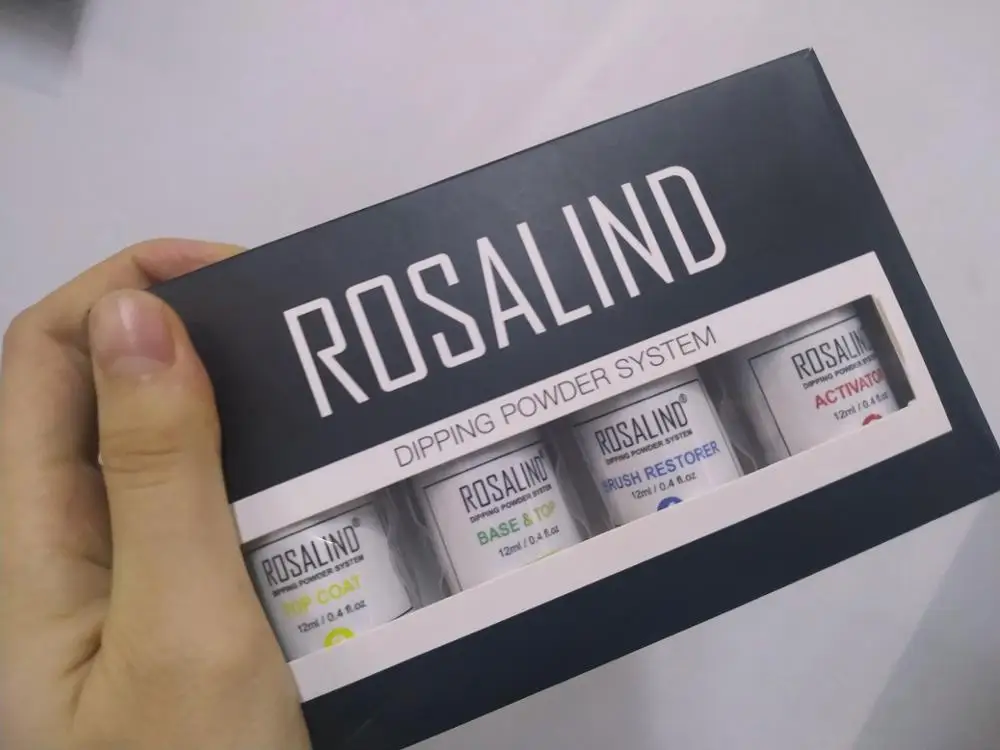 ROSALIND
DIPPING POWDER SYSTEM
ROSALIND®
DIPPING POWDER SYSTEM
TOP COAT
12ml / 0.4 fl.oz
ROSALIND®
DIPPING POWDER SYSTEM
BASE & TOP
12ml / 0.4 fl.oz
ROSALIND®
DIPPING POWDER SYSTEM
BRUSH RESTORER
12ml / 0.4 fl.oz
ROSALIND
DIPPING POWDER SYSTEM
ACTIVATOR
12ml / 0.4 fl.oz